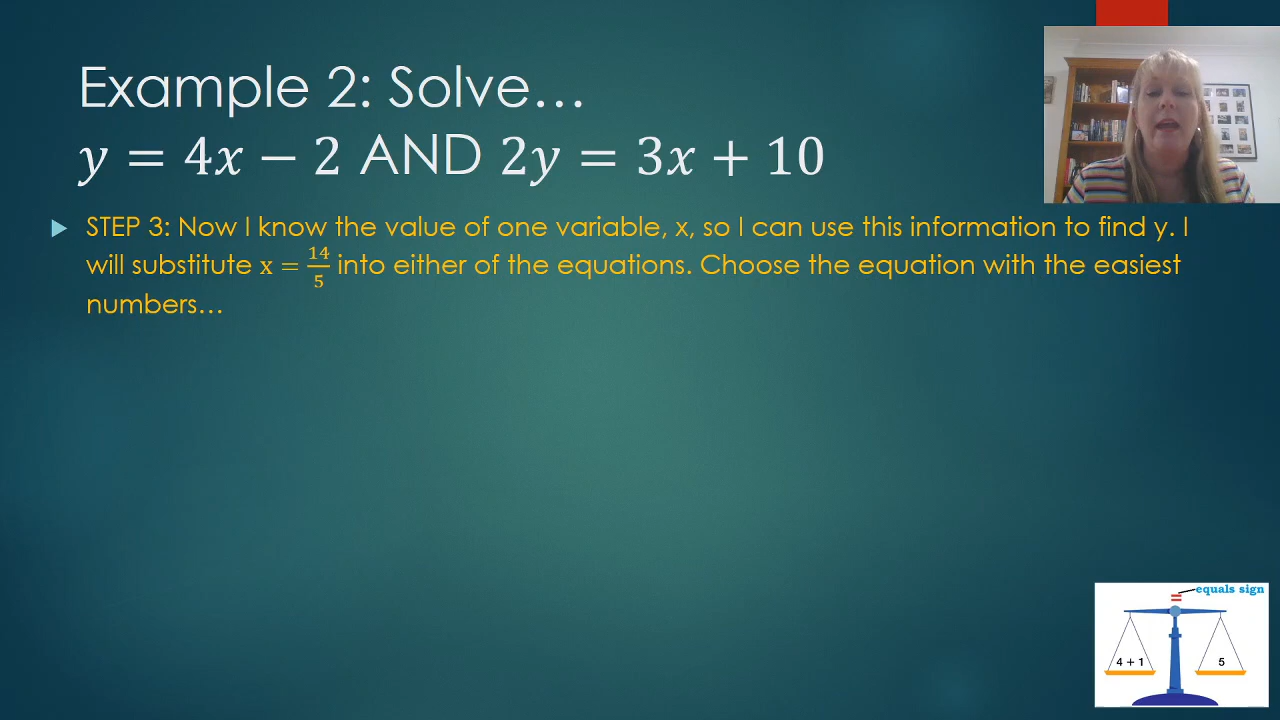 Example 2: Solve…
𝑦 = 4𝑥 − 2 AND 2𝑦 = 3𝑥 + 10
STEP 3: Now I know the value of one variable, x, so I can use this information to find y. I
will substitute x = 14/5 into either of the equations. Choose the equation with the easiest
numbers…
equals sign
=
4 + 1
5